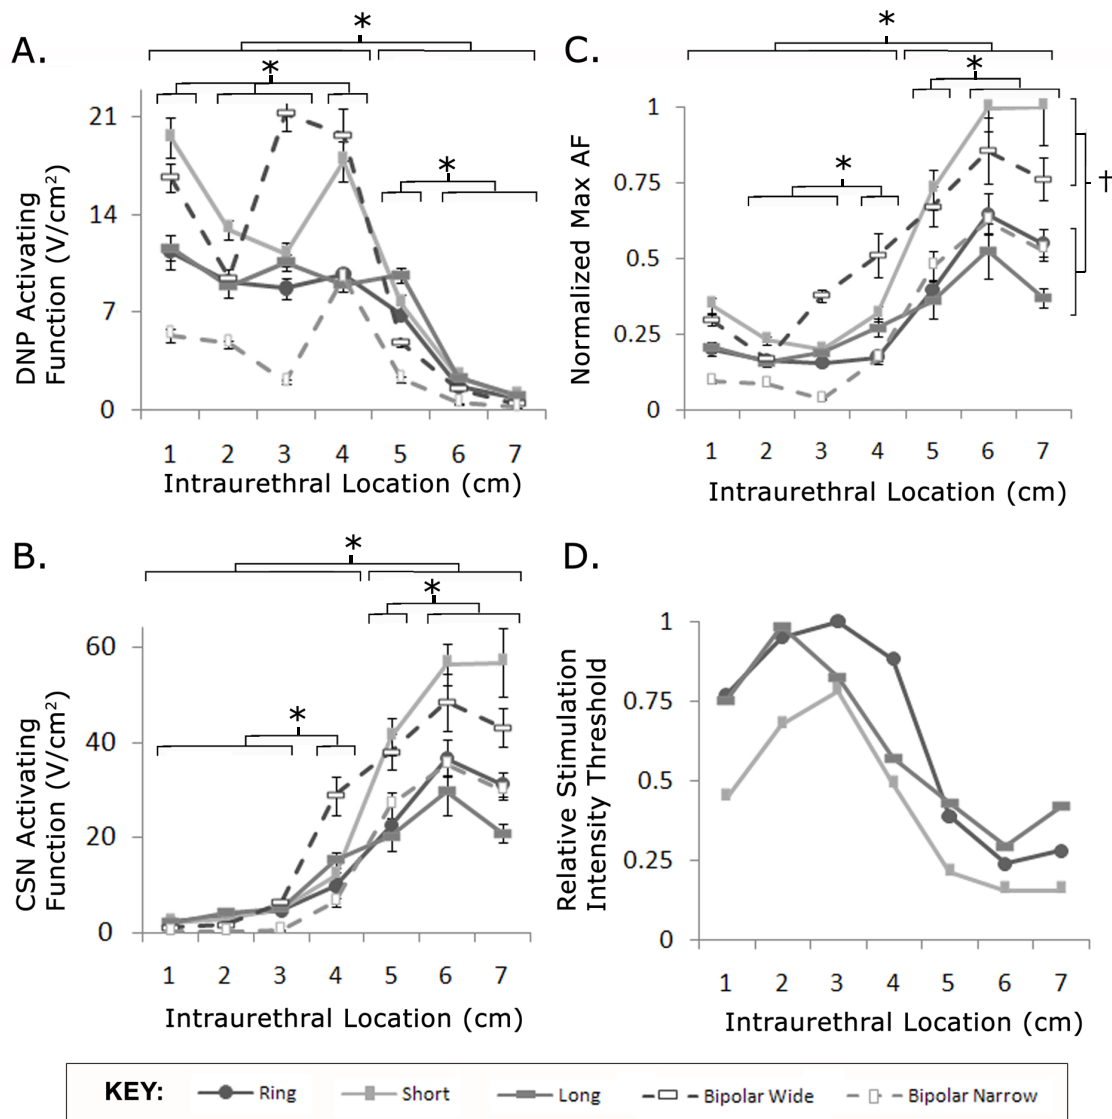 A.
*
*
*
DNP Activating
Function (V/cm²)
21
14
7
0
1 2 3 4 5 6 7
Intraurethral Location (cm)
B.
*
*
*
CSN Activating
Function (V/cm²)
60
40
20
0
1 2 3 4 5 6 7
Intraurethral Location (cm)
C.
*
*
*
†
Normalized Max AF
1
0.75
0.5
0.25
0
1 2 3 4 5 6 7
Intraurethral Location (cm)
D.
Relative Stimulation
Intensity Threshold
1
0.75
0.5
0.25
0
1 2 3 4 5 6 7
Intraurethral Location (cm)
KEY: Ring Short Long Bipolar Wide Bipolar Narrow